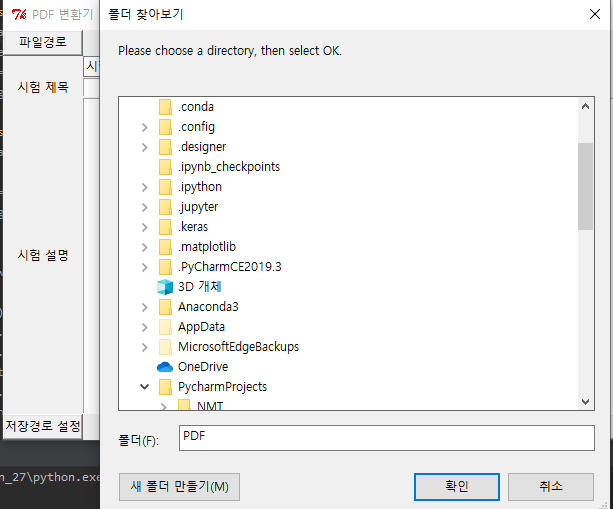 PDF 변환기
폴더 찾아보기
파일경로
Please choose a directory, then select OK.
시험 제목
.conda
.config
.designer
.ipynb_checkpoints
.ipython
.jupyter
.keras
시험 설명
.matplotlib
.PyCharmCE2019.3
3D 개체
Anaconda3
AppData
MicrosoftEdgeBackups
OneDrive
PycharmProjects
NMT
저장경로 설정
폴더(F):
PDF
n_27\python.exe
새 폴더 만들기(M)
확인
취소